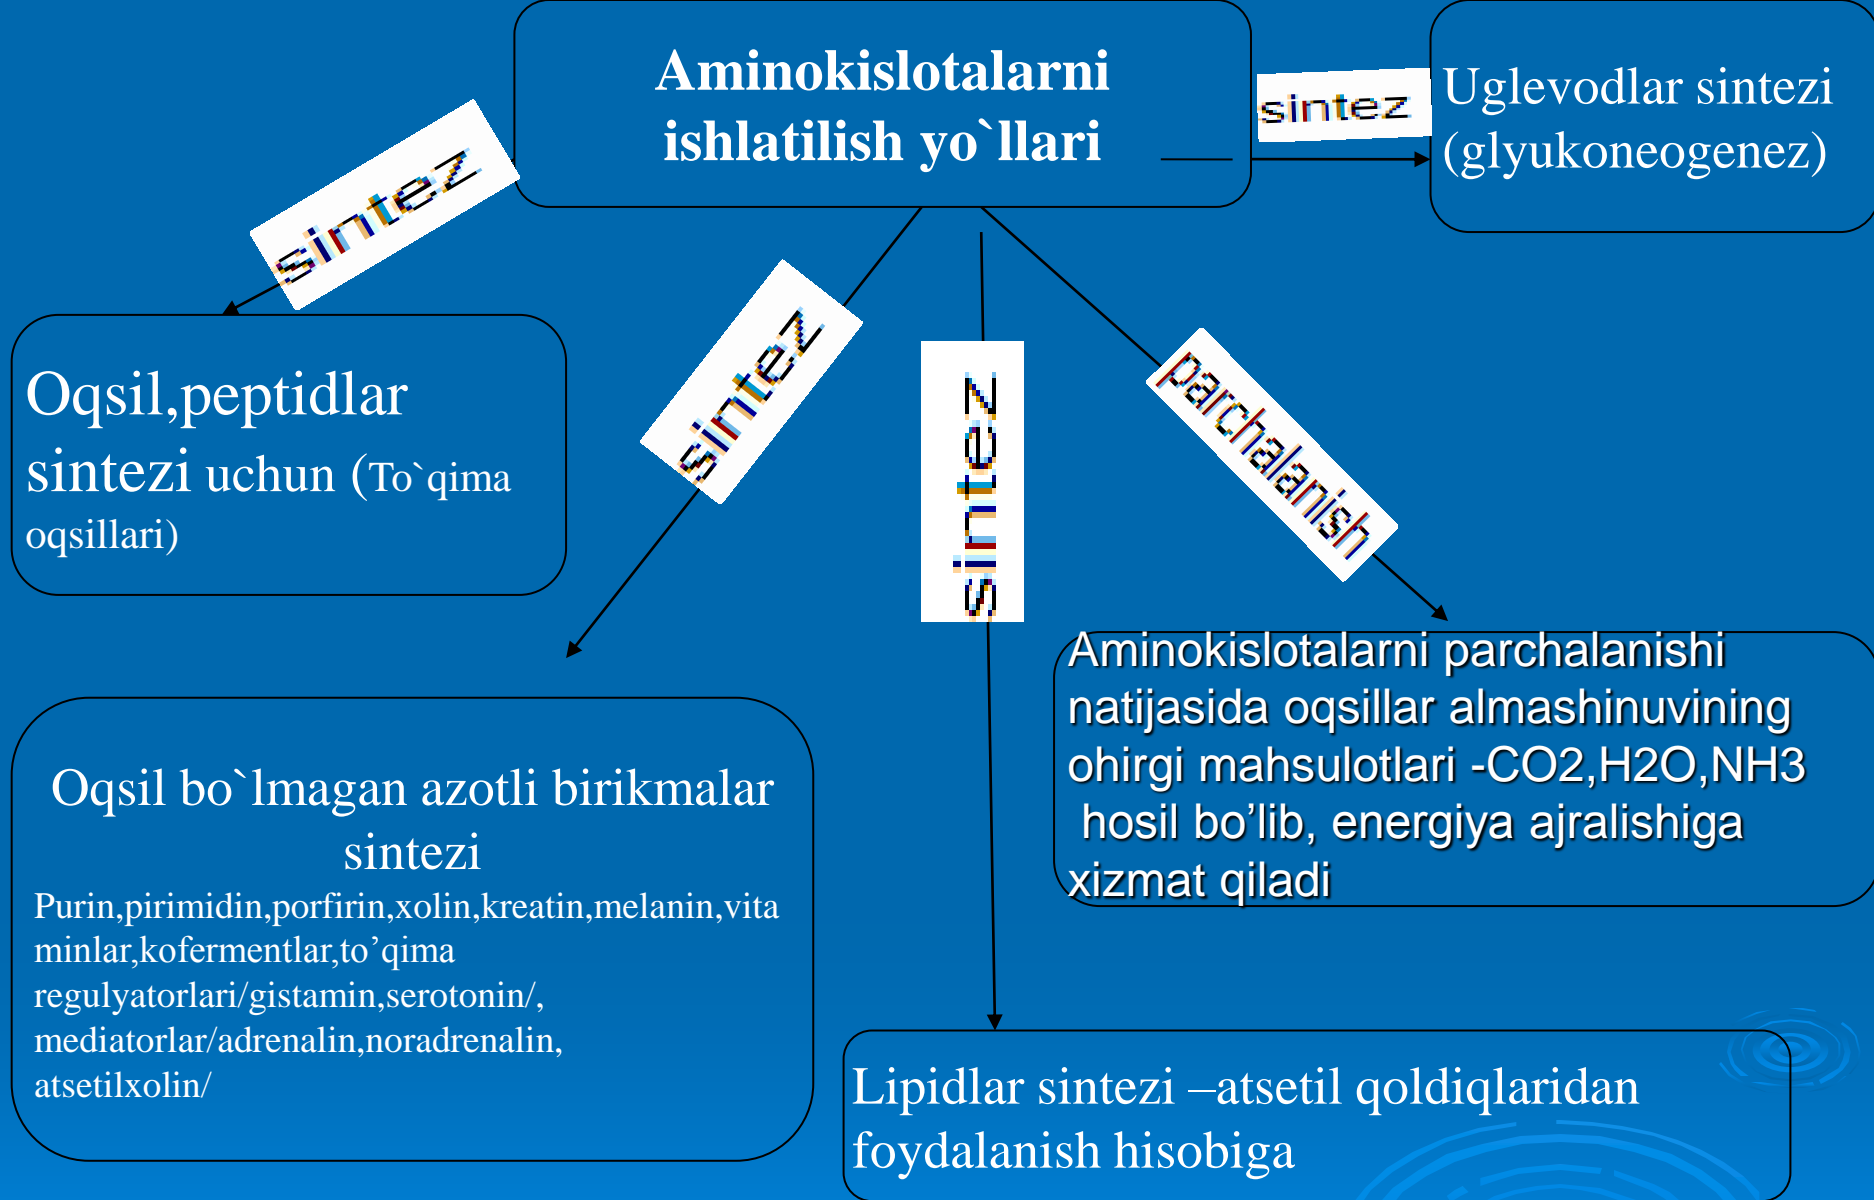 Aminokislotalarni
ishlatilish yo`llari
sintez
Uglevodlar sintezi
(glyukoneogenez)
sintez
sintez
sintez
parchalanish
Oqsil,peptidlar
sintezi uchun (To`qima
oqsillari)
Aminokislotalarni parchalanishi
natijasida oqsillar almashinuvining
ohirgi mahsulotlari -CO2,H2O,NH3
hosil bo’lib, energiya ajralishiga
xizmat qiladi
Oqsil bo`lmagan azotli birikmalar
sintezi
Purin,pirimidin,porfirin,xolin,kreatin,melanin,vita
minlar,kofermentlar,to’qima
regulyatorlari/gistamin,serotonin/,
mediatorlar/adrenalin,noradrenalin,
atsetilxolin/
Lipidlar sintezi –atsetil qoldiqlaridan
foydalanish hisobiga